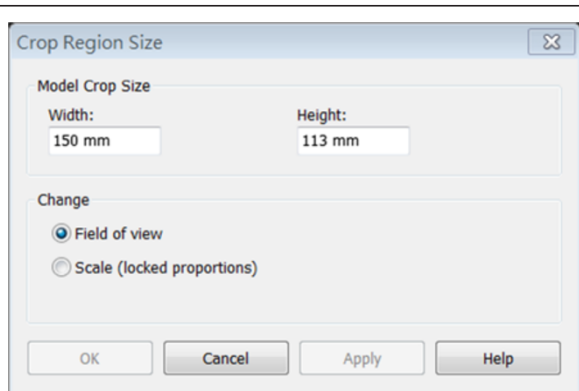 Crop Region Size
Model Crop Size
Width: Height:
150 mm 113 mm
Change
Field of view
Scale (locked proportions)
OK Cancel Apply Help